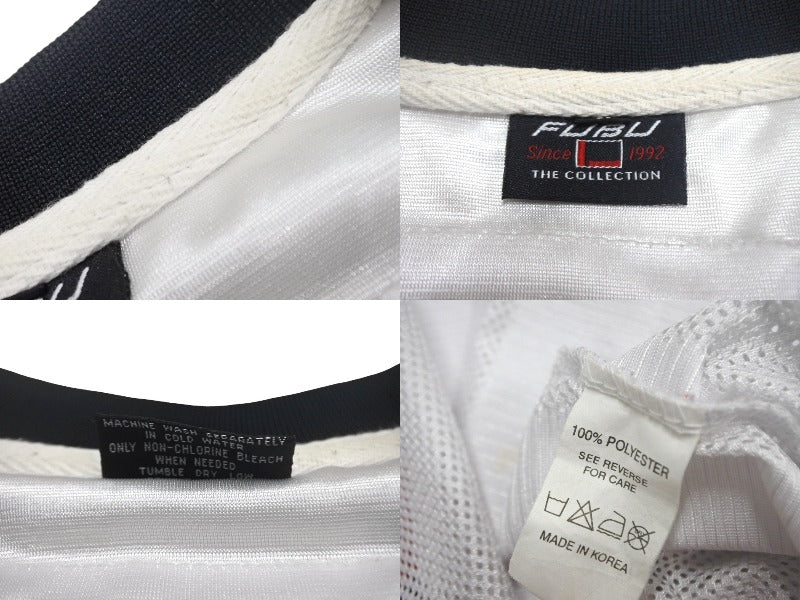 FUBU
Since 1992
THE COLLECTION
MACHINE WASH SEPARATELY
IN COLD WATER
ONLY NON-CHLORINE BLEACH
WHEN NEEDED
TUMBLE DRY LOW
100% POLYESTER
SEE REVERSE
FOR CARE
MADE IN KOREA